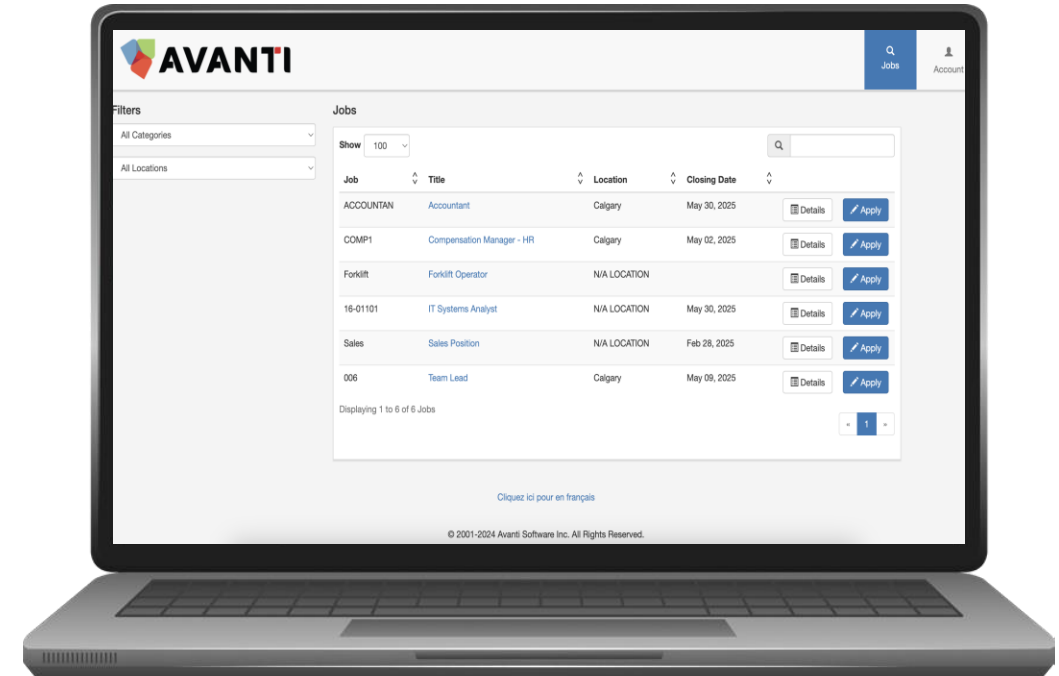 AVANTI
Jobs
Account
Filters
All Categories
All Locations
Jobs
Show 100
Job Title Location Closing Date
ACCOUNTAN Accountant Calgary May 30, 2025 Details Apply
COMP1 Compensation Manager - HR Calgary May 02, 2025 Details Apply
Forklift Forklift Operator N/A LOCATION Details Apply
16-01101 IT Systems Analyst N/A LOCATION May 30, 2025 Details Apply
Sales Sales Position N/A LOCATION Feb 28, 2025 Details Apply
006 Team Lead Calgary May 09, 2025 Details Apply
Displaying 1 to 6 of 6 Jobs
« 1 »
Cliquez ici pour en français
© 2001-2024 Avanti Software Inc. All Rights Reserved.